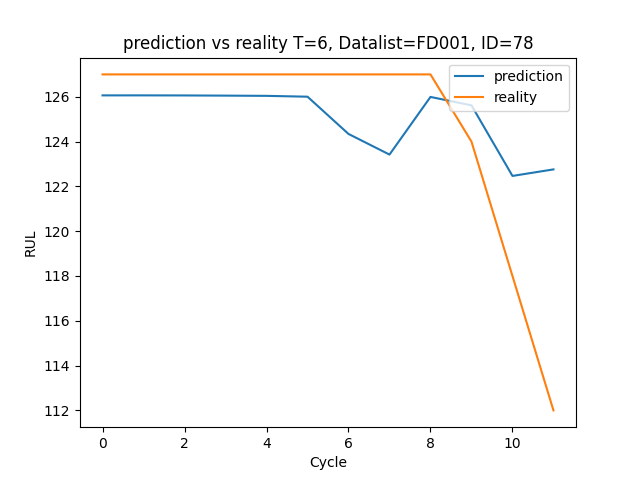 prediction vs reality T=6, Datalist=FD001, ID=78
prediction
reality
126
124
122
120
118
116
114
112
RUL
0 2 4 6 8 10
Cycle